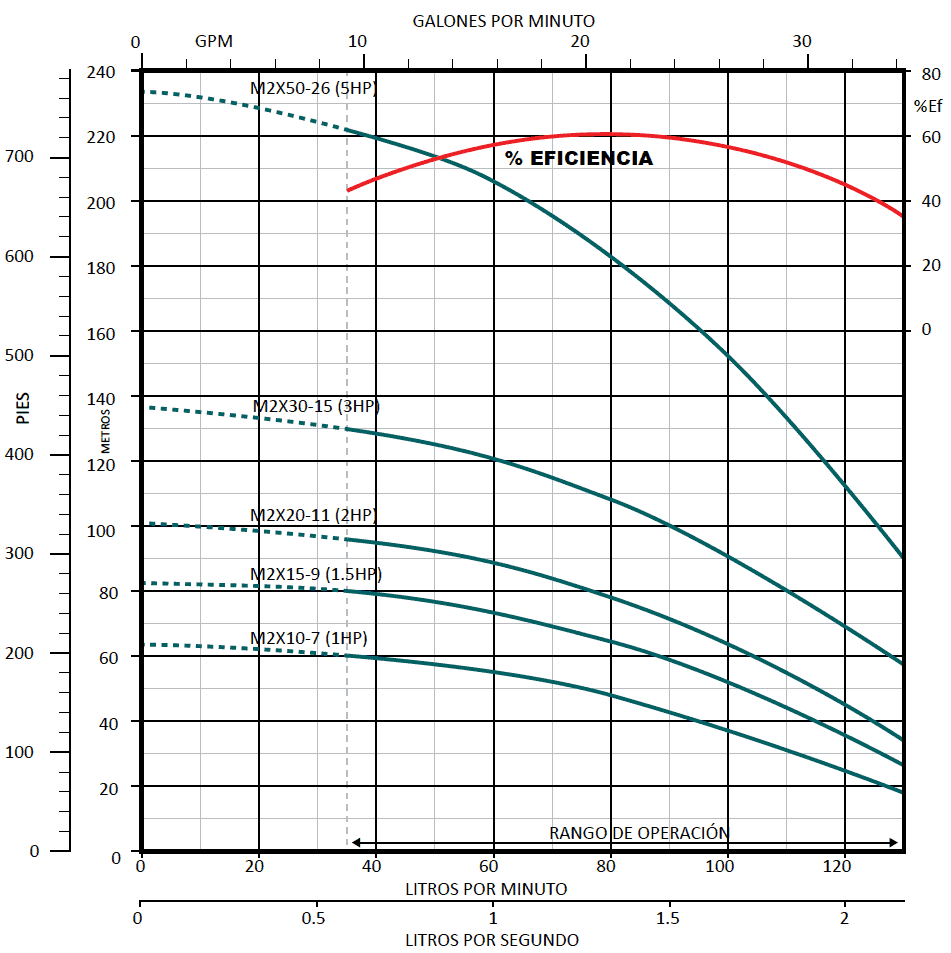 GALONES POR MINUTO
0 GPM 10 20 30
240
220
200
180
160
140
120
100
80
60
40
20
0
METROS
700
600
500
400
300
200
100
0
PIES
80
%Ef
60
40
20
0
M2X50-26 (5HP)
% EFICIENCIA
M2X30-15 (3HP)
M2X20-11 (2HP)
M2X15-9 (1.5HP)
M2X10-7 (1HP)
RANGO DE OPERACIÓN
0 20 40 60 80 100 120
LITROS POR MINUTO
0 0.5 1 1.5 2
LITROS POR SEGUNDO